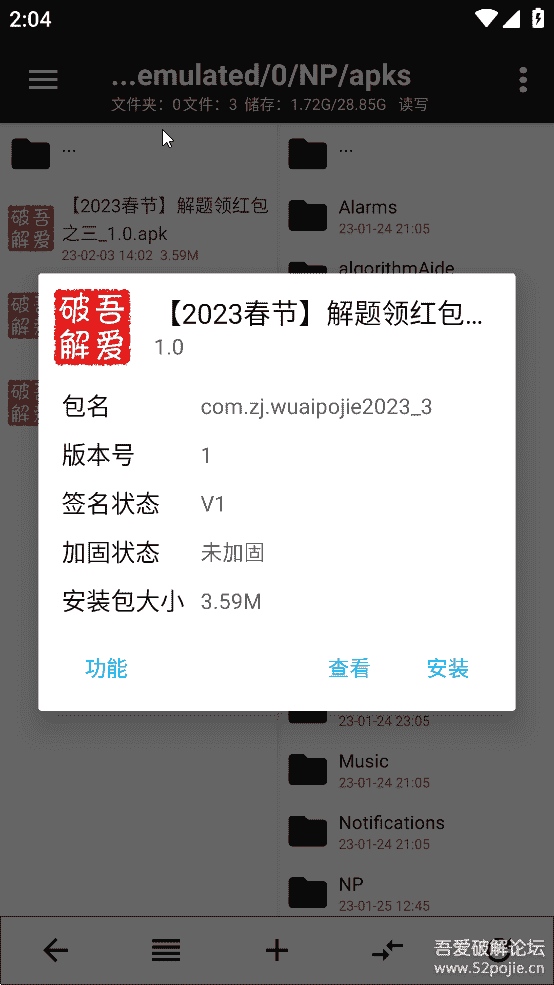 2:04
...emulated/0/NP/apks
文件夹：0文件：3 储存：1.72G/28.85G 读写
...
...
【2023春节】解题领红包之三_1.0.apk
23-02-03 14:02 3.59M
Alarms
23-01-24 21:05
algorithmAide
破吾
解爱
【2023春节】解题领红包...
1.0
包名 com.zj.wuaipojie2023_3
版本号 1
签名状态 V1
加固状态 未加固
安装包大小 3.59M
功能 查看 安装
23-01-24 23:05
Music
23-01-24 21:05
Notifications
23-01-24 21:05
NP
23-01-25 12:45
吾爱破解论坛
www.52pojie.cn